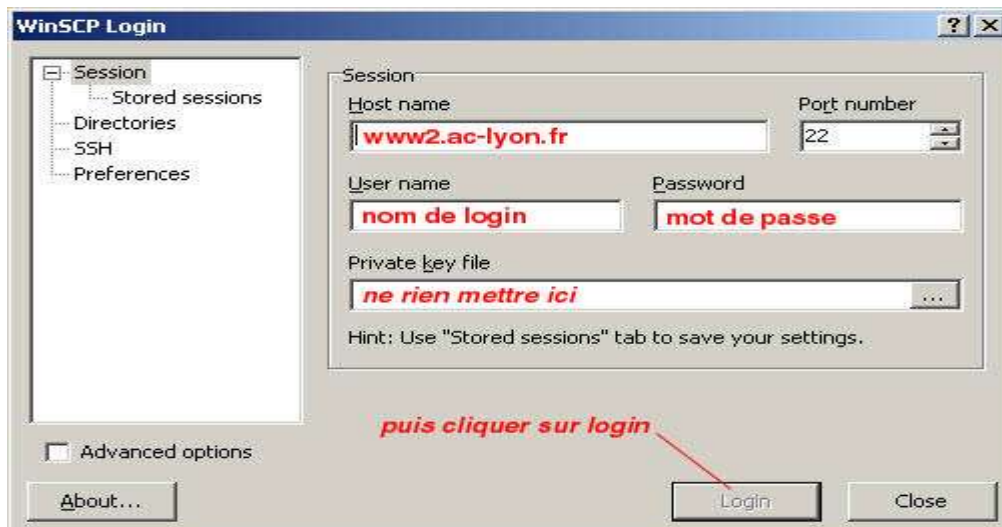 WinSCP Login
Session
Stored sessions
Directories
SSH
Preferences
Advanced options
About...
Session
Host name
Port number
www2.ac-lyon.fr
22
User name
Password
nom de login
mot de passe
Private key file
ne rien mettre ici
...
Hint: Use "Stored sessions" tab to save your settings.
puis cliquer sur login
Login
Close